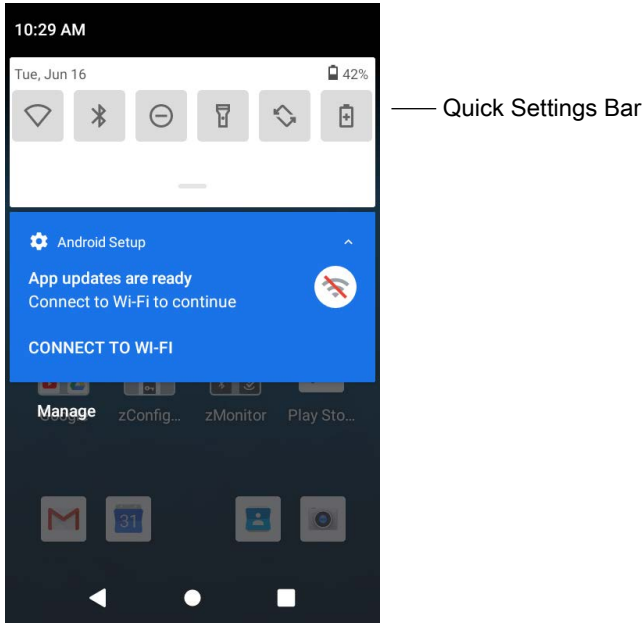 10:29 AM
Tue, Jun 16
42%
Quick Settings Bar
Android Setup
App updates are ready
Connect to Wi-Fi to continue
CONNECT TO WI-FI
Manage
zConfig...
zMonitor
Play Sto...
31